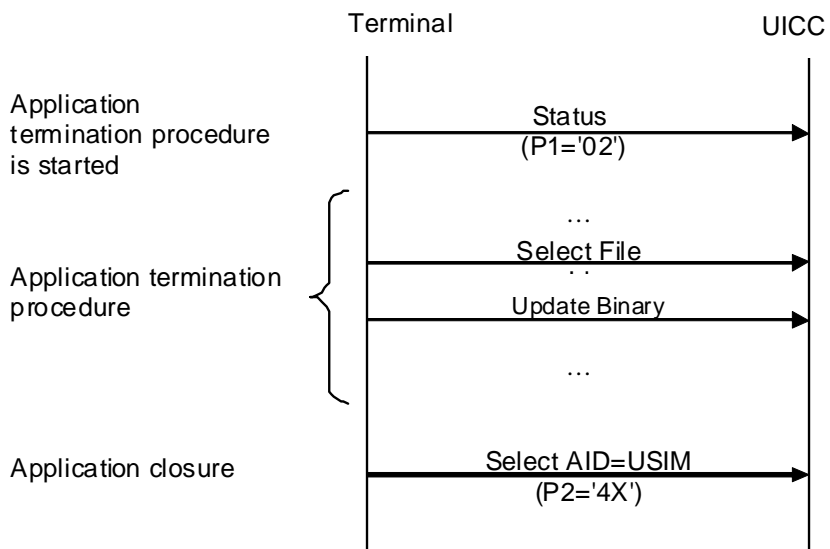 Terminal
UICC
Application
termination procedure
is started
Status
(P1='02')
...
Select File
. .
Application termination
procedure
Update Binary
...
Application closure
Select AID=USIM
(P2='4X')